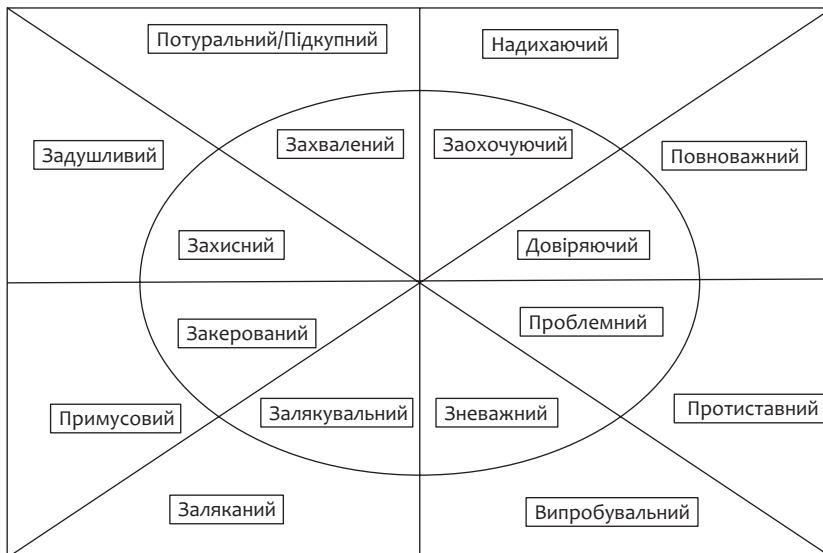 Потуральний/Підкупний
Надихаючий
Захвалений
Заохочуючий
Задушливий
Повноважний
Захисний
Довіряючий
Закерований
Проблемний
Примусовий
Залякувальний
Зневажний
Протиставний
Заляканий
Випробувальний